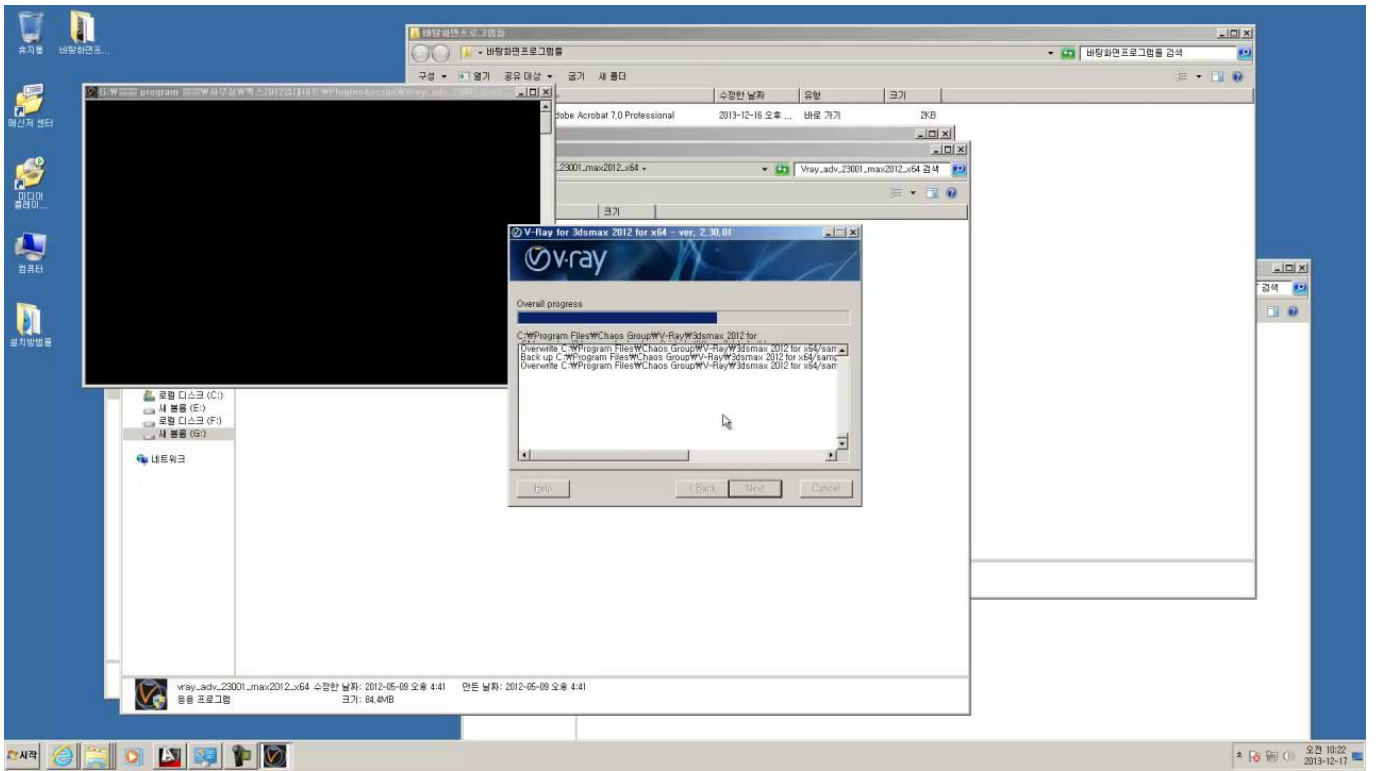 휴지통
바탕화면프...
메신저 센터
미디어
플레이...
컴퓨터
설치방법들
바탕화면프로그램들
바탕화면프로그램들
바탕화면프로그램들 검색
구성
열기
공유 대상
굽기
새 폴더
수정한 날짜
유형
크기
dobe Acrobat 7.0 Professional
2013-12-16 오후 ...
바로 가기
2KB
G:₩ program
_23001_max2012_x64
Vray_adv_23001_max2012_x64 검색
크기
검색
V-Ray for 3dsmax 2012 for x64 - ver. 2.30.01
v·ray
Overall progress
C:₩Program Files₩Chaos Group₩V-Ray₩3dsmax 2012 for
Overwrite C:₩Program Files₩Chaos Group₩V-Ray₩3dsmax 2012 for x64/sam
Back up C:₩Program Files₩Chaos Group₩V-Ray₩3dsmax 2012 for x64/samp
Overwrite C:₩Program Files₩Chaos Group₩V-Ray₩3dsmax 2012 for x64/sam
Help
< Back
Next
Cancel
로컬 디스크 (C:)
새 볼륨 (E:)
로컬 디스크 (F:)
새 볼륨 (G:)
네트워크
vray_adv_23001_max2012_x64 수정한 날짜: 2012-05-09 오후 4:41 만든 날짜: 2012-05-09 오후 4:41
응용 프로그램 크기: 84.4MB
시작
오전 10:22
2013-12-17